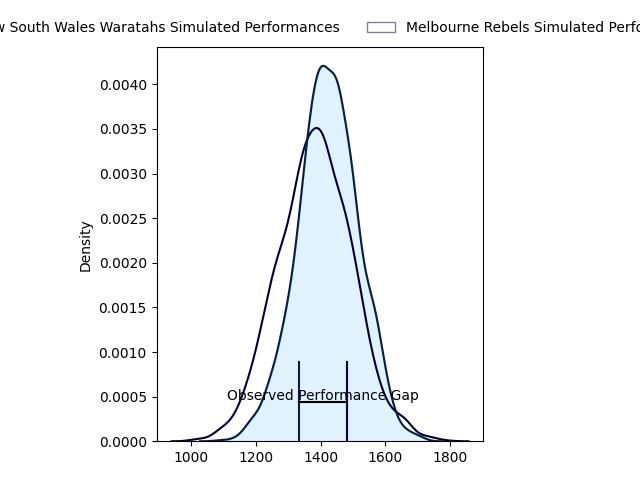 South Wales Waratahs Simulated Performances Melbourne Rebels Simulated
0.0040
0.0035
0.0030
0.0025
0.0020
0.0015
0.0010
0.0005
0.0000
Density
Observed Performance Gap
1000 1200 1400 1600 1800